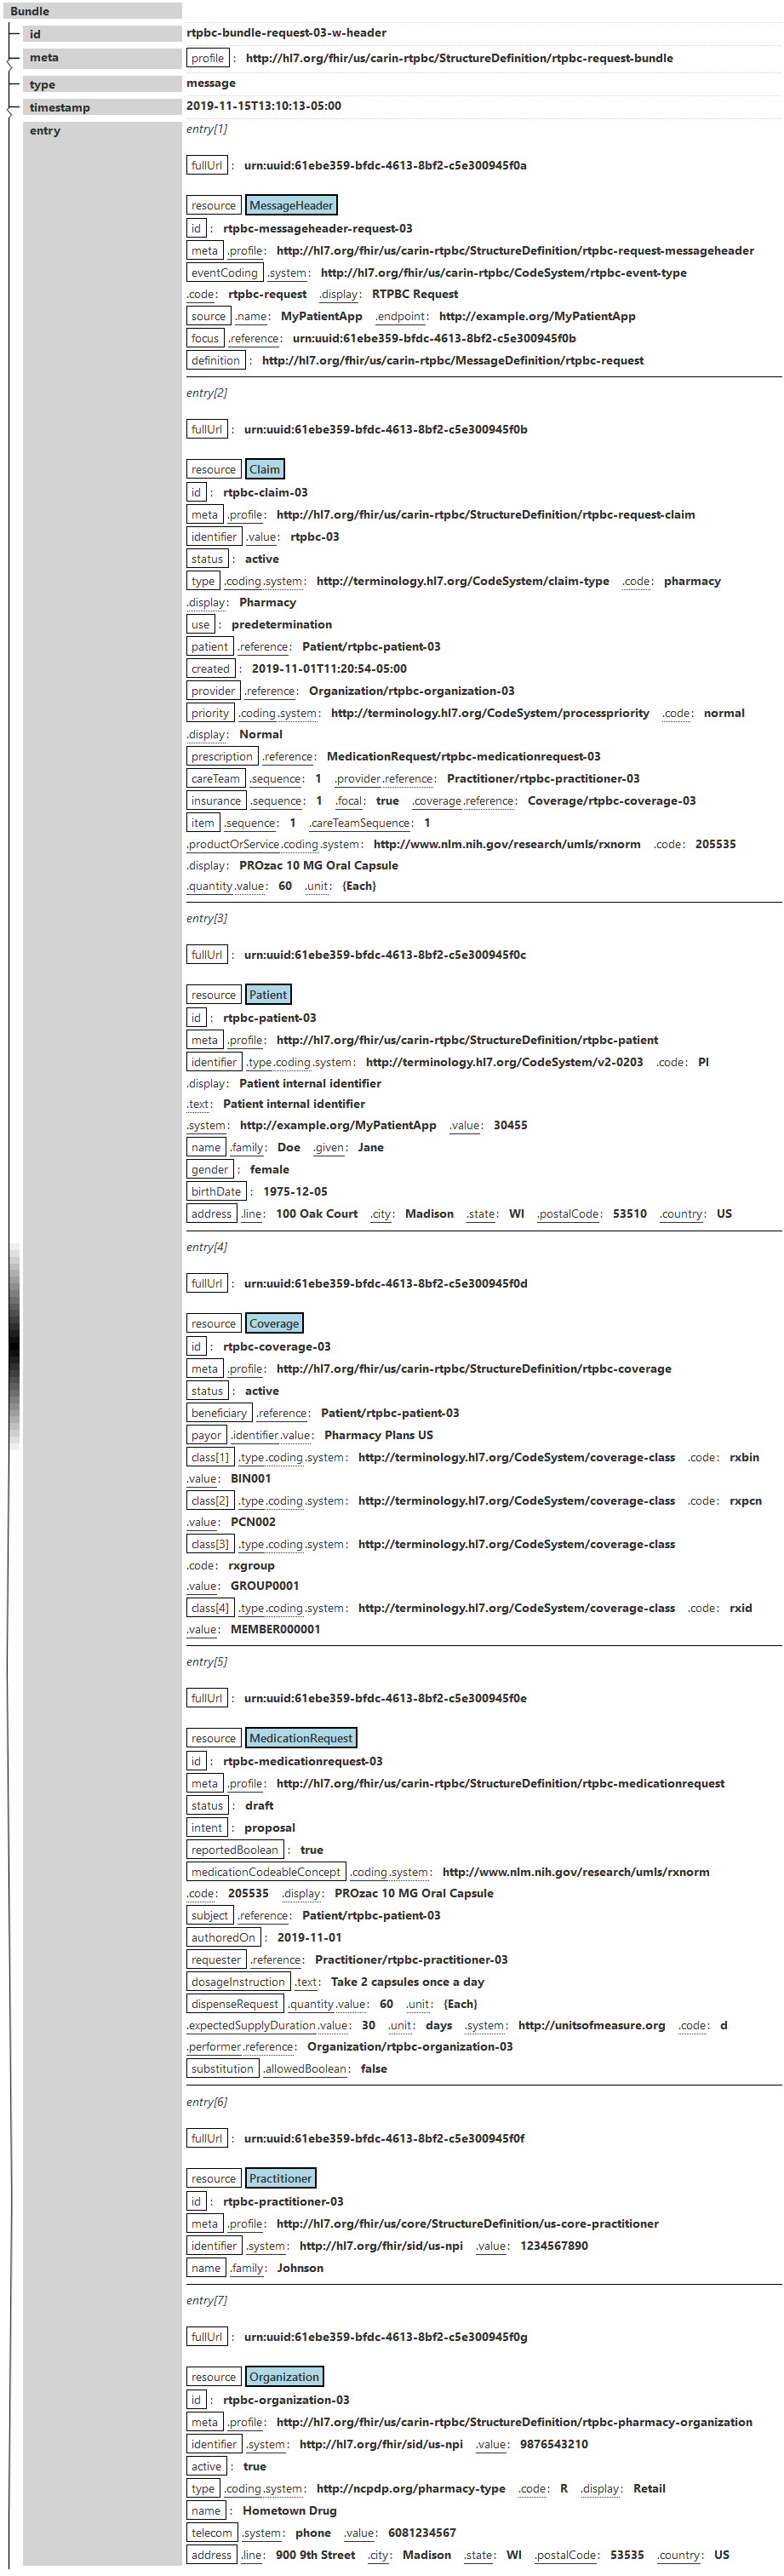 Bundle
id rtpbc-bundle-request-03-w-header
meta profile : http://hl7.org/fhir/us/carin-rtpbc/StructureDefinition/rtpbc-request-bundle
type message
timestamp 2019-11-15T13:10:13-05:00
entry entry[1]
fullUrl : urn:uuid:61ebe359-bfdc-4613-8bf2-c5e300945f0a
resource MessageHeader
id : rtpbc-messageheader-request-03
meta .profile: http://hl7.org/fhir/us/carin-rtpbc/StructureDefinition/rtpbc-request-messageheader
eventCoding .system: http://hl7.org/fhir/us/carin-rtpbc/CodeSystem/rtpbc-event-type
.code: rtpbc-request .display: RTPBC Request
source .name: MyPatientApp .endpoint: http://example.org/MyPatientApp
focus .reference: urn:uuid:61ebe359-bfdc-4613-8bf2-c5e300945f0b
definition : http://hl7.org/fhir/us/carin-rtpbc/MessageDefinition/rtpbc-request
entry[2]
fullUrl : urn:uuid:61ebe359-bfdc-4613-8bf2-c5e300945f0b
resource Claim
id : rtpbc-claim-03
meta .profile: http://hl7.org/fhir/us/carin-rtpbc/StructureDefinition/rtpbc-request-claim
identifier .value: rtpbc-03
status : active
type .coding.system: http://terminology.hl7.org/CodeSystem/claim-type .code: pharmacy
.display: Pharmacy
use : predetermination
patient .reference: Patient/rtpbc-patient-03
created : 2019-11-01T11:20:54-05:00
provider .reference: Organization/rtpbc-organization-03
priority .coding.system: http://terminology.hl7.org/CodeSystem/processpriority .code: normal
.display: Normal
prescription .reference: MedicationRequest/rtpbc-medicationrequest-03
careTeam .sequence: 1 .provider.reference: Practitioner/rtpbc-practitioner-03
insurance .sequence: 1 .focal: true .coverage.reference: Coverage/rtpbc-coverage-03
item .sequence: 1 .careTeamSequence: 1
.productOrService.coding.system: http://www.nlm.nih.gov/research/umls/rxnorm .code: 205535
.display: PROzac 10 MG Oral Capsule
.quantity.value: 60 .unit: {Each}
entry[3]
fullUrl : urn:uuid:61ebe359-bfdc-4613-8bf2-c5e300945f0c
resource Patient
id : rtpbc-patient-03
meta .profile: http://hl7.org/fhir/us/carin-rtpbc/StructureDefinition/rtpbc-patient
identifier .type.coding.system: http://terminology.hl7.org/CodeSystem/v2-0203 .code: PI
.display: Patient internal identifier
.text: Patient internal identifier
.system: http://example.org/MyPatientApp .value: 30455
name .family: Doe .given: Jane
gender : female
birthDate : 1975-12-05
address .line: 100 Oak Court .city: Madison .state: WI .postalCode: 53510 .country: US
entry[4]
fullUrl : urn:uuid:61ebe359-bfdc-4613-8bf2-c5e300945f0d
resource Coverage
id : rtpbc-coverage-03
meta .profile: http://hl7.org/fhir/us/carin-rtpbc/StructureDefinition/rtpbc-coverage
status : active
beneficiary .reference: Patient/rtpbc-patient-03
payor .identifier.value: Pharmacy Plans US
class[1] .type.coding.system: http://terminology.hl7.org/CodeSystem/coverage-class .code: rxbin
.value: BIN001
class[2] .type.coding.system: http://terminology.hl7.org/CodeSystem/coverage-class .code: rxpcn
.value: PCN002
class[3] .type.coding.system: http://terminology.hl7.org/CodeSystem/coverage-class
.code: rxgroup
.value: GROUP0001
class[4] .type.coding.system: http://terminology.hl7.org/CodeSystem/coverage-class .code: rxid
.value: MEMBER000001
entry[5]
fullUrl : urn:uuid:61ebe359-bfdc-4613-8bf2-c5e300945f0e
resource MedicationRequest
id : rtpbc-medicationrequest-03
meta .profile: http://hl7.org/fhir/us/carin-rtpbc/StructureDefinition/rtpbc-medicationrequest
status : draft
intent : proposal
reportedBoolean : true
medicationCodeableConcept .coding.system: http://www.nlm.nih.gov/research/umls/rxnorm
.code: 205535 .display: PROzac 10 MG Oral Capsule
subject .reference: Patient/rtpbc-patient-03
authoredOn : 2019-11-01
requester .reference: Practitioner/rtpbc-practitioner-03
dosageInstruction .text: Take 2 capsules once a day
dispenseRequest .quantity.value: 60 .unit: {Each}
.expectedSupplyDuration.value: 30 .unit: days .system: http://unitsofmeasure.org .code: d
.performer.reference: Organization/rtpbc-organization-03
substitution .allowedBoolean: false
entry[6]
fullUrl : urn:uuid:61ebe359-bfdc-4613-8bf2-c5e300945f0f
resource Practitioner
id : rtpbc-practitioner-03
meta .profile: http://hl7.org/fhir/us/core/StructureDefinition/us-core-practitioner
identifier .system: http://hl7.org/fhir/sid/us-npi .value: 1234567890
name .family: Johnson
entry[7]
fullUrl : urn:uuid:61ebe359-bfdc-4613-8bf2-c5e300945f0g
resource Organization
id : rtpbc-organization-03
meta .profile: http://hl7.org/fhir/us/carin-rtpbc/StructureDefinition/rtpbc-pharmacy-organization
identifier .system: http://hl7.org/fhir/sid/us-npi .value: 9876543210
active : true
type .coding.system: http://ncpdp.org/pharmacy-type .code: R .display: Retail
name : Hometown Drug
telecom .system: phone .value: 6081234567
address .line: 900 9th Street .city: Madison .state: WI .postalCode: 53535 .country: US